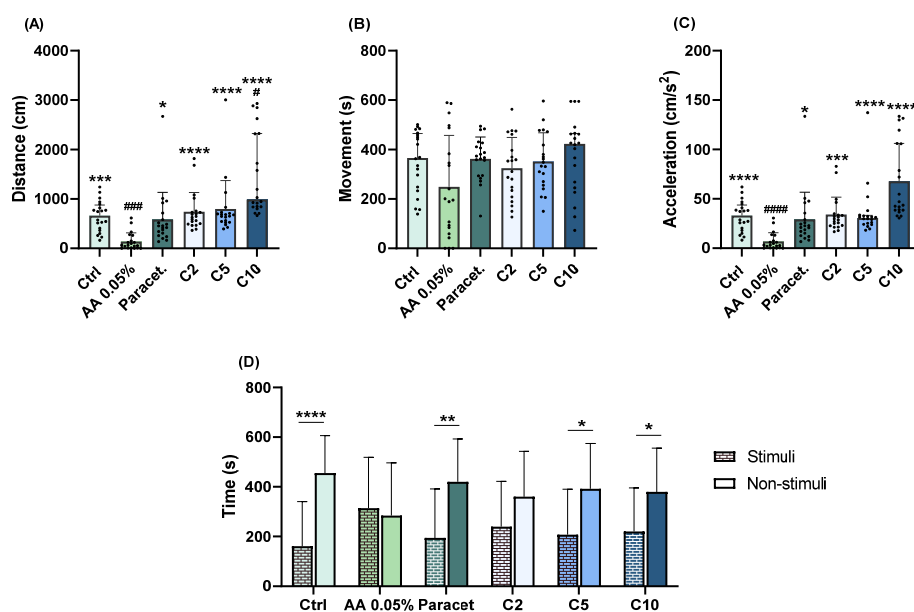 (A)
Distance (cm)
4000
3000
2000
1000
0
***
###
*
****
****
****
#
Ctrl
AA 0.05%
Paracet.
C2
C5
C10
(B)
Movement (s)
800
600
400
200
0
Ctrl
AA 0.05%
Paracet.
C2
C5
C10
(C)
Acceleration (cm/s²)
200
150
100
50
0
****
####
*
***
****
****
Ctrl
AA 0.05%
Paracet.
C2
C5
C10
(D)
Time (s)
800
600
400
200
0
****
**
*
*
Ctrl
AA 0.05%
Paracet
C2
C5
C10
Stimuli
Non-stimuli